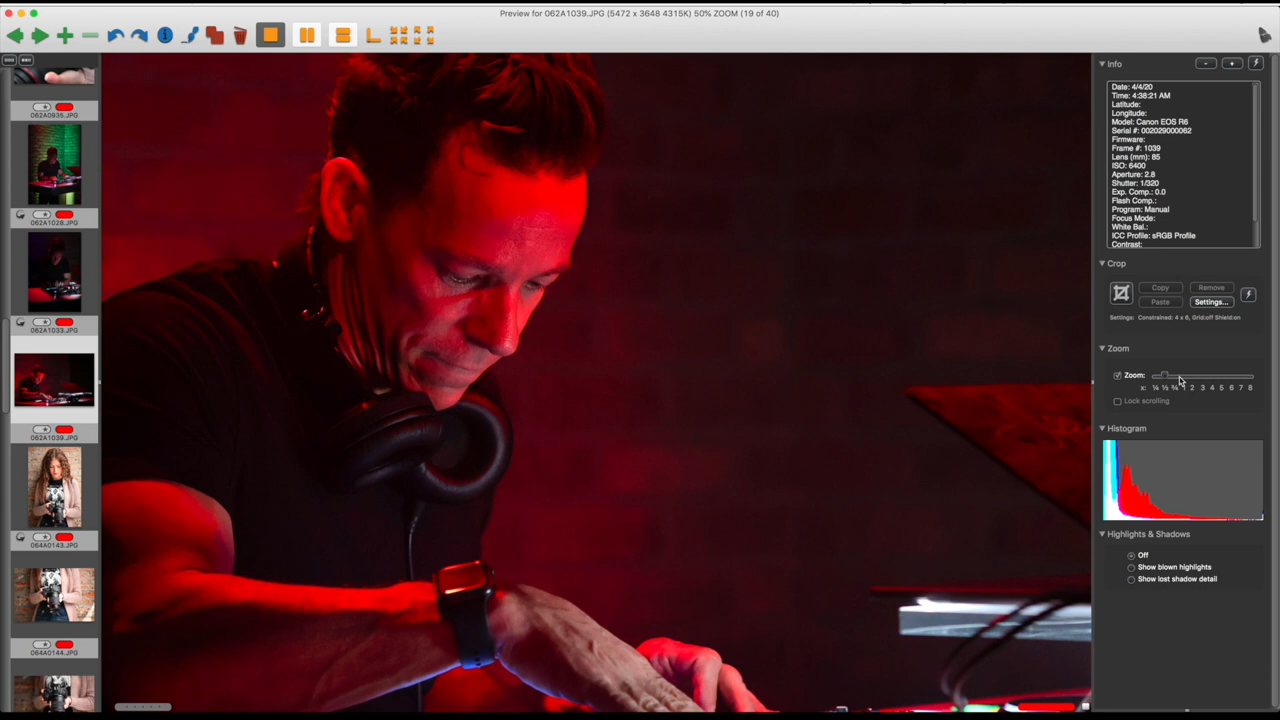 Preview for 062A1039.JPG (5472 x 3648 4315K) 50% ZOOM (19 of 40)
062A0935.JPG
062A1038.JPG
062A1033.JPG
062A1039.JPG
064A0143.JPG
064A0144.JPG
Info
Date: 4/4/20
Time: 4:38:21 AM
Latitude:
Longitude:
Model: Canon EOS R6
Serial #: 002029000062
Firmware:
Frame #: 1039
Lens (mm): 85
ISO: 6400
Aperture: 2.8
Shutter: 1/320
Exp. Comp.: 0.0
Flash Comp.:
Program: Manual
Focus Mode:
White Bal.:
ICC Profile: sRGB Profile
Contrast:
Crop
Copy Remove
Paste Settings...
Settings: Constrained: 4 x 6, Grid:off Shield:on
Zoom
Zoom:
x: ¼ ½ ¾ 1 2 3 4 5 6 7 8
Lock scrolling
Histogram
Highlights & Shadows
Off
Show blown highlights
Show lost shadow detail